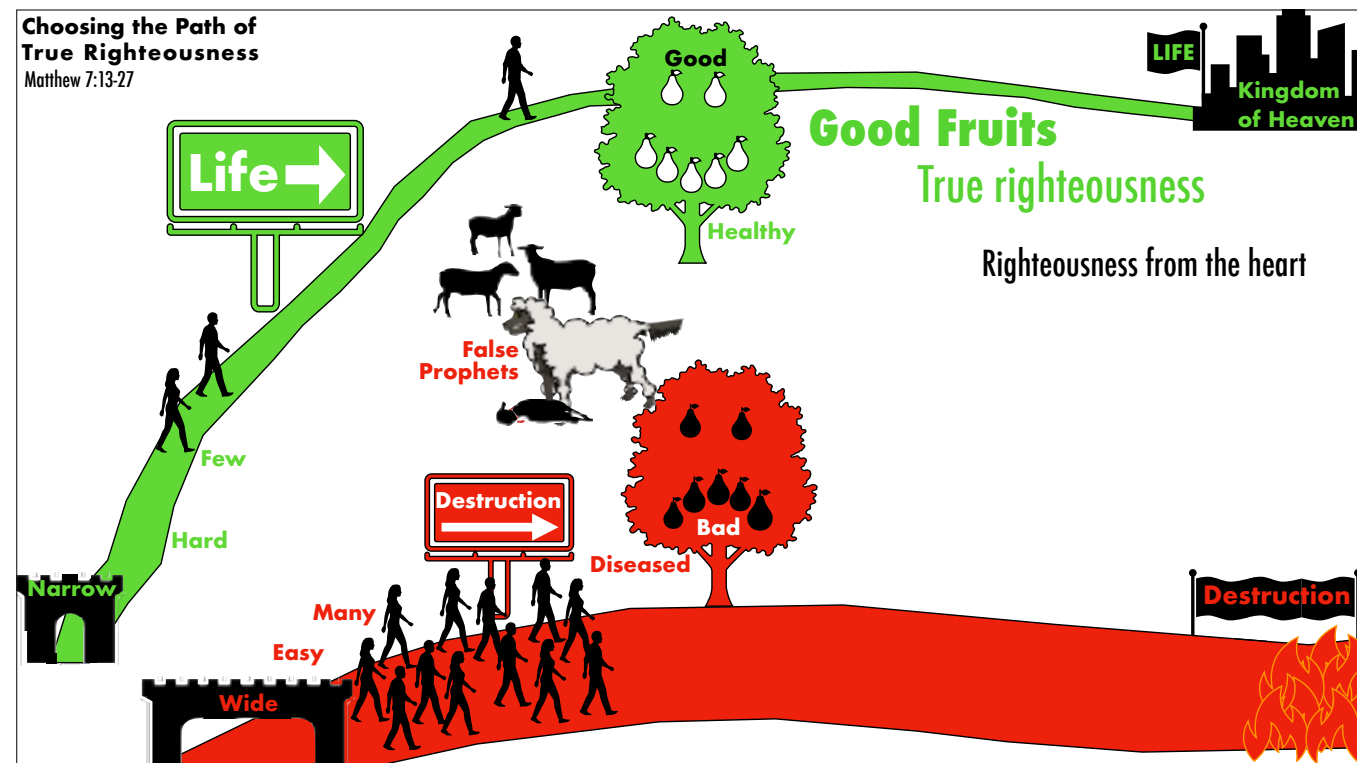 Choosing the Path of
True Righteousness
Matthew 7:13-27
Good
LIFE
Kingdom
of Heaven
Life
Good Fruits
True righteousness
Healthy
Righteousness from the heart
False
Prophets
Few
Destruction
Bad
Hard
Diseased
Narrow
Destruction
Many
Easy
Wide